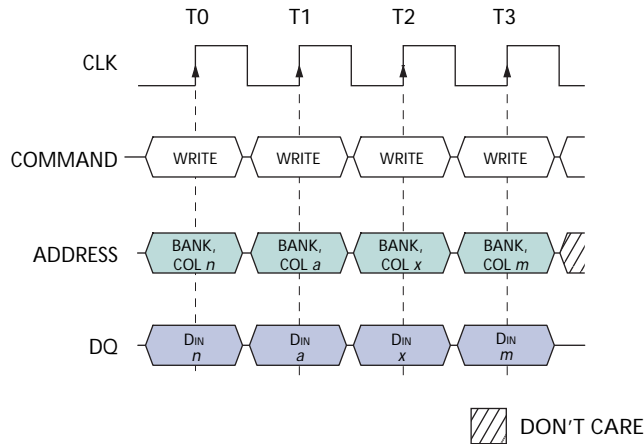 T0 T1 T2 T3
CLK
COMMAND WRITE WRITE WRITE WRITE
ADDRESS BANK, COL n BANK, COL a BANK, COL x BANK, COL m
DQ DIN n DIN a DIN x DIN m
DON'T CARE